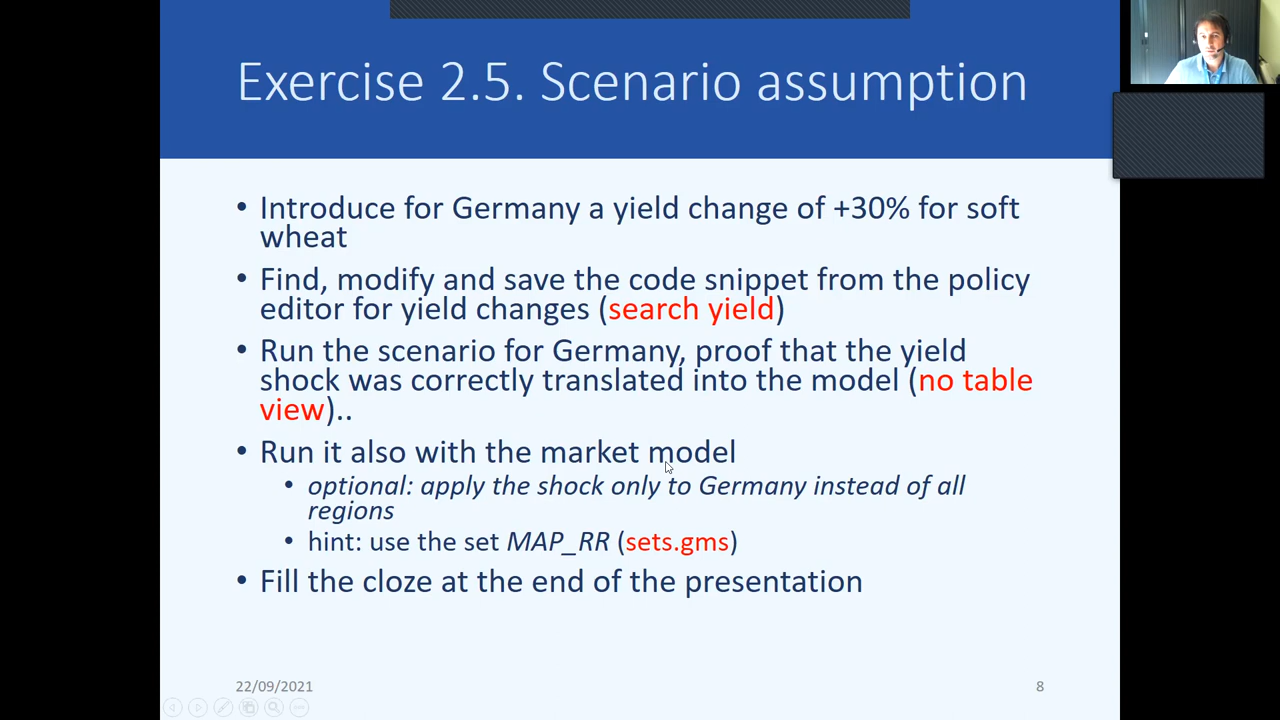 Exercise 2.5. Scenario assumption
• Introduce for Germany a yield change of +30% for soft
wheat
• Find, modify and save the code snippet from the policy
editor for yield changes (search yield)
• Run the scenario for Germany, proof that the yield
shock was correctly translated into the model (no table
view)..
• Run it also with the market model
• optional: apply the shock only to Germany instead of all
regions
• hint: use the set MAP_RR (sets.gms)
• Fill the cloze at the end of the presentation
22/09/2021
8